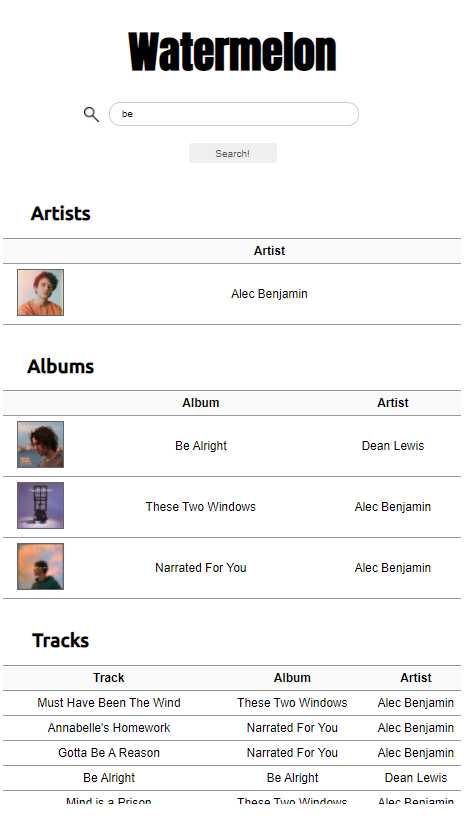 Watermelon
be
Search!
Artists
Artist
Alec Benjamin
Albums
Album Artist
Be Alright Dean Lewis
These Two Windows Alec Benjamin
Narrated For You Alec Benjamin
Tracks
Track Album Artist
Must Have Been The Wind These Two Windows Alec Benjamin
Annabelle's Homework Narrated For You Alec Benjamin
Gotta Be A Reason Narrated For You Alec Benjamin
Be Alright Be Alright Dean Lewis
Mind is a Prison These Two Windows Alec Benjamin